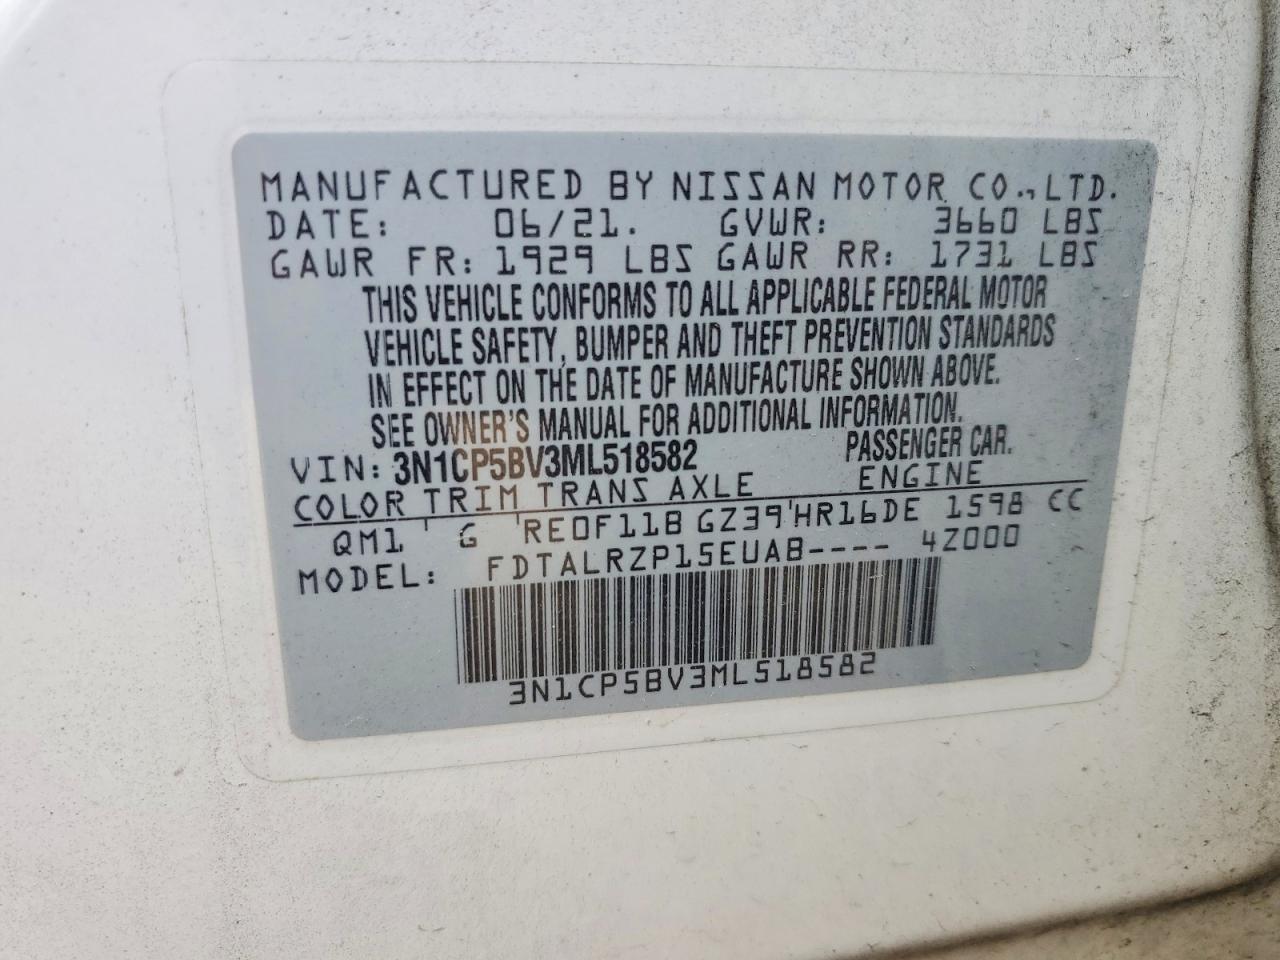 MANUFACTURED BY NISSAN MOTOR CO., LTD.
DATE: 06/21. GVWR: 3660 LBS
GAWR FR: 1929 LBS GAWR RR: 1731 LBS
THIS VEHICLE CONFORMS TO ALL APPLICABLE FEDERAL MOTOR
VEHICLE SAFETY, BUMPER AND THEFT PREVENTION STANDARDS
IN EFFECT ON THE DATE OF MANUFACTURE SHOWN ABOVE.
SEE OWNER'S MANUAL FOR ADDITIONAL INFORMATION.
VIN: 3N1CP5BV3ML518582 PASSENGER CAR.
COLOR TRIM TRANS AXLE ENGINE
QM1 ' G 'RE0F11B GZ39'HR16DE 1598 CC
MODEL: FDTALRZP15EUAB---- 4Z000
3N1CP5BV3ML518582